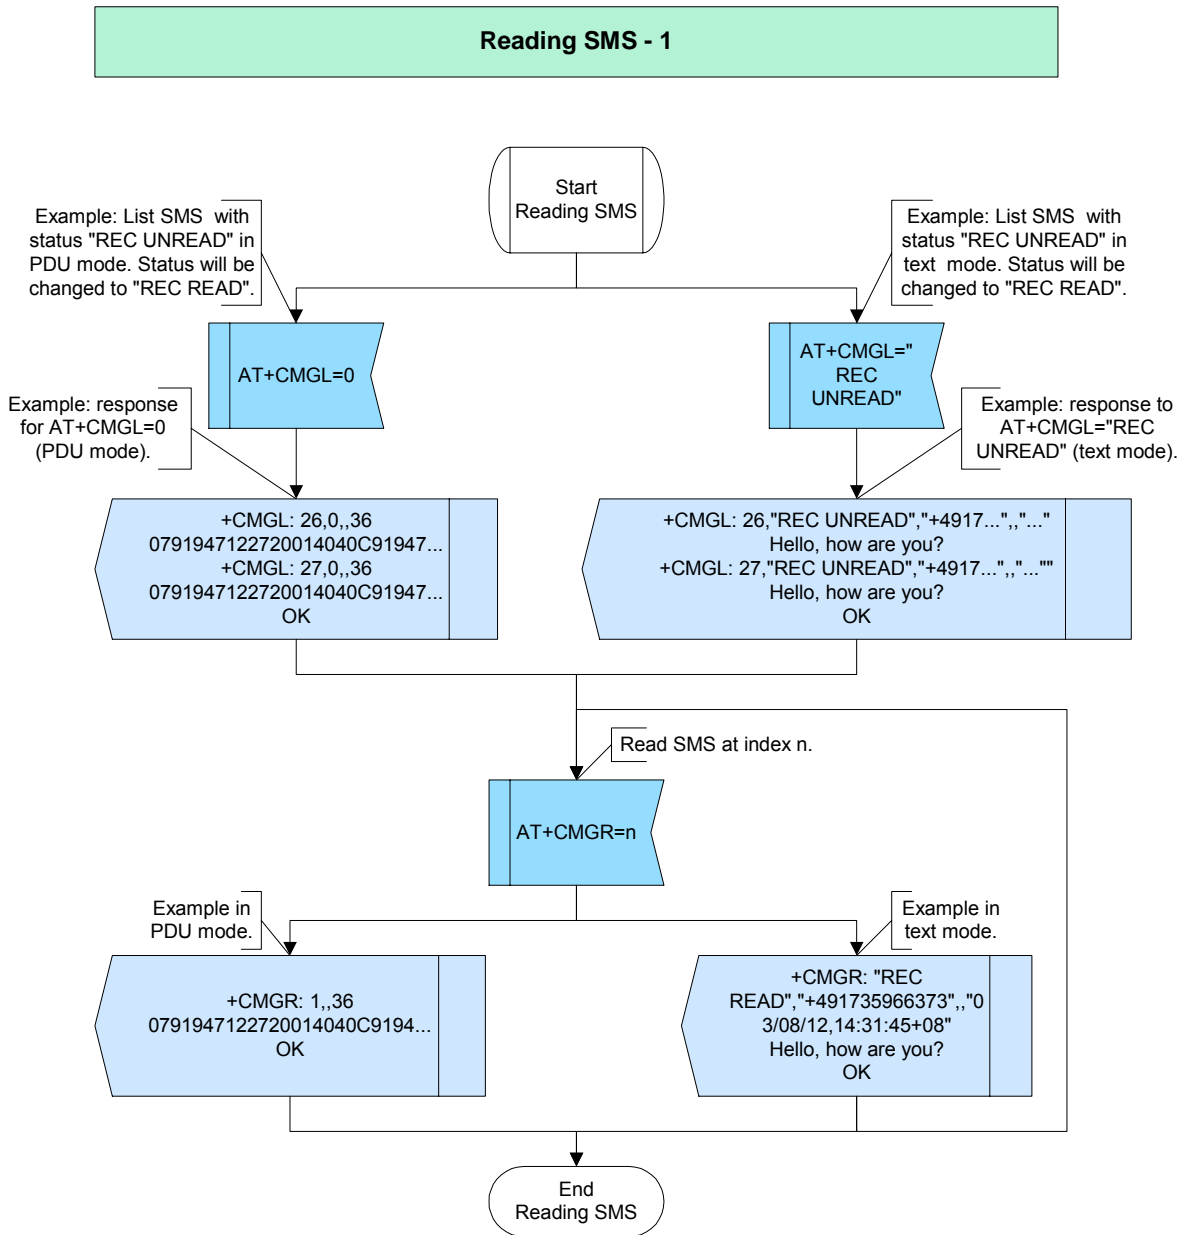 Reading SMS - 1
Start
Reading SMS
Example: List SMS  with
status "REC UNREAD" in
PDU mode. Status will be
changed to "REC READ".
Example: List SMS  with
status "REC UNREAD" in
text  mode. Status will be
changed to "REC READ".
AT+CMGL=0
AT+CMGL="
REC
UNREAD"
Example: response
for AT+CMGL=0
(PDU mode).
Example: response to
AT+CMGL="REC
UNREAD" (text mode).
+CMGL: 26,0,,36
0791947122720014040C91947...
+CMGL: 27,0,,36
0791947122720014040C91947...
OK
+CMGL: 26,"REC UNREAD","+4917...",,"..."
Hello, how are you?
+CMGL: 27,"REC UNREAD","+4917...",,"...""
Hello, how are you?
OK
Read SMS at index n.
AT+CMGR=n
Example in
PDU mode.
Example in
text mode.
+CMGR: 1,,36
0791947122720014040C9194...
OK
+CMGR: "REC
READ","+491735966373",,"0
3/08/12,14:31:45+08"
Hello, how are you?
OK
End
Reading SMS